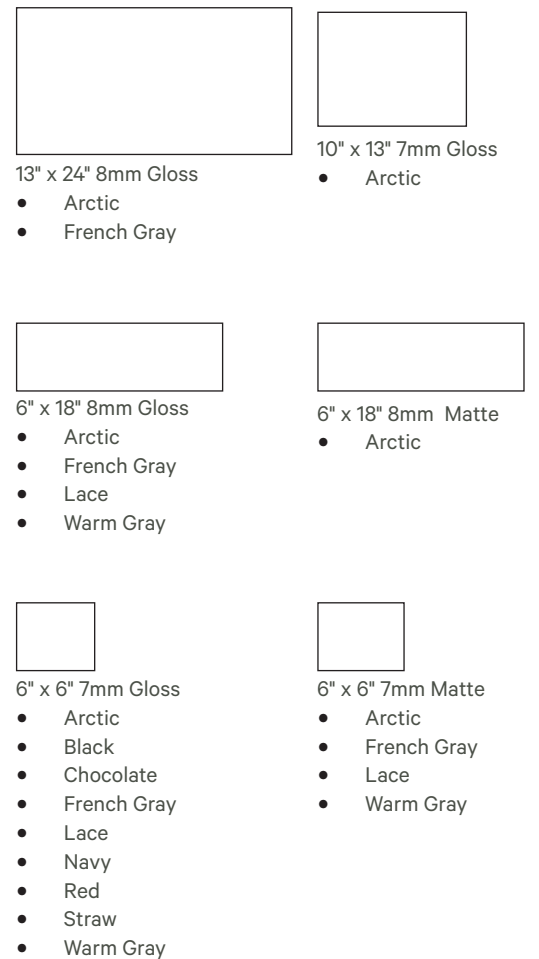 13" x 24" 8mm Gloss
● Arctic
● French Gray
10" x 13" 7mm Gloss
● Arctic
6" x 18" 8mm Gloss
● Arctic
● French Gray
● Lace
● Warm Gray
6" x 18" 8mm  Matte
● Arctic
6" x 6" 7mm Gloss
● Arctic
● Black
● Chocolate
● French Gray
● Lace
● Navy
● Red
● Straw
● Warm Gray
6" x 6" 7mm Matte
● Arctic
● French Gray
● Lace
● Warm Gray